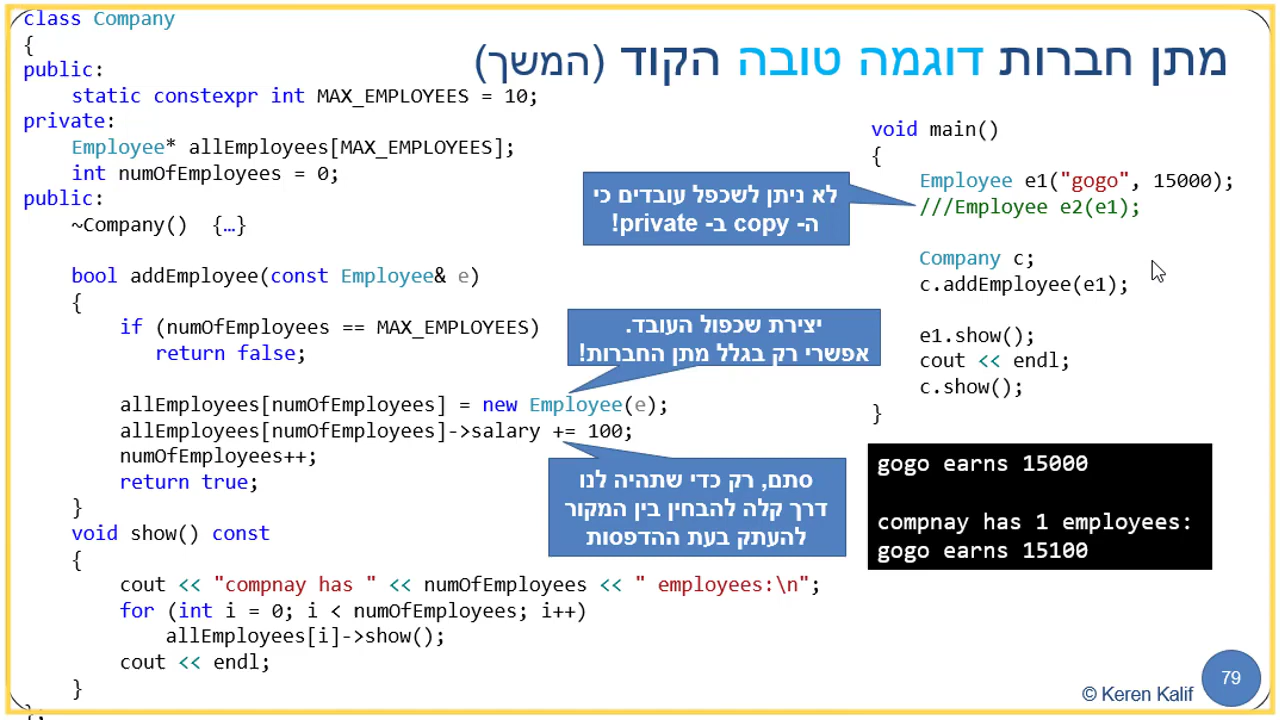 מתן חברות דוגמה טובה הקוד (המשך)
class Company
{
public:
static constexpr int MAX_EMPLOYEES = 10;
private:
Employee* allEmployees[MAX_EMPLOYEES];
int numOfEmployees = 0;
public:
~Company() {…}
bool addEmployee(const Employee& e)
{
if (numOfEmployees == MAX_EMPLOYEES)
return false;
allEmployees[numOfEmployees] = new Employee(e);
allEmployees[numOfEmployees]->salary += 100;
numOfEmployees++;
return true;
}
void show() const
{
cout << "compnay has " << numOfEmployees << " employees:\n";
for (int i = 0; i < numOfEmployees; i++)
allEmployees[i]->show();
cout << endl;
}
};
void main()
{
Employee e1("gogo", 15000);
///Employee e2(e1);
Company c;
c.addEmployee(e1);
e1.show();
cout << endl;
c.show();
}
לא ניתן לשכפל עובדים כי
ה- copy ב- private!
יצירת שכפול העובד.
אפשרי רק בגלל מתן החברות!
סתם, רק כדי שתהיה לנו
דרך קלה להבחין בין המקור
להעתק בעת ההדפסות
gogo earns 15000
compnay has 1 employees:
gogo earns 15100
79
© Keren Kalif